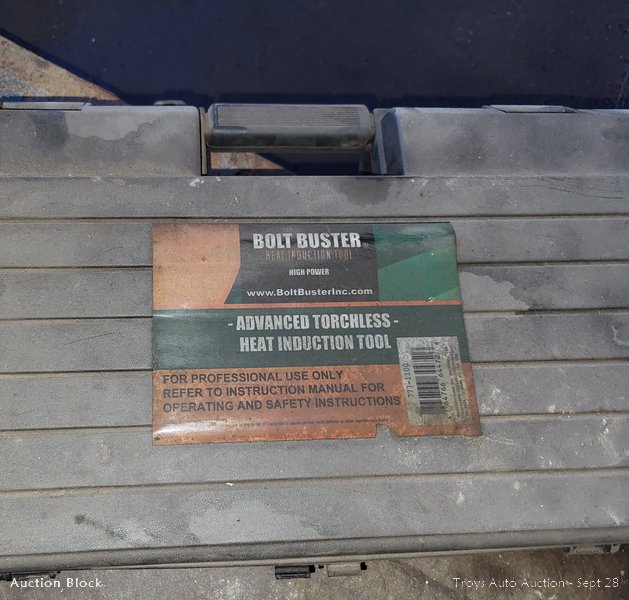 BOLT BUSTER
HEAT INDUCTION TOOL
HIGH POWER
www.BoltBusterInc.com
- ADVANCED TORCHLESS -
HEAT INDUCTION TOOL
FOR PROFESSIONAL USE ONLY
REFER TO INSTRUCTION MANUAL FOR
OPERATING AND SAFETY INSTRUCTIONS
Auction Block
Troys Auto Auction - Sept 28